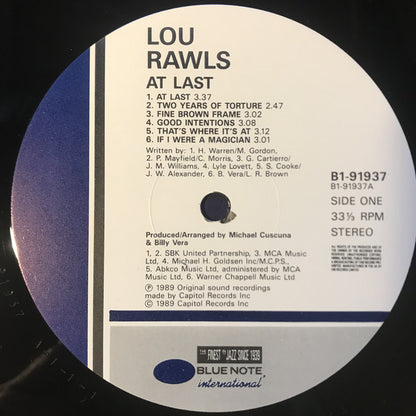 LOU
RAWLS
AT LAST
1. AT LAST 3.37
2. TWO YEARS OF TORTURE 2.47
3. FINE BROWN FRAME 3.02
4. GOOD INTENTIONS 3.08
5. THAT'S WHERE IT'S AT 3.12
6. IF I WERE A MAGICIAN 3.01
Written by: 1. H. Warren/M. Gordon,
2. P. Mayfield/C. Morris, 3. G. Cartierro/
J. M. Williams, 4. Lyle Lovett, 5. S. Cooke/
J. W. Alexander, 6. B. Vera/L. R. Brown
B1-91937
B1-91937A
SIDE ONE
33⅓ RPM
STEREO
Produced/Arranged by Michael Cuscuna
& Billy Vera
1, 2. SBK United Partnership, 3. MCA Music
Ltd, 4. Michael H. Goldsen Inc/M.C.P.S.,
5. Abkco Music Ltd, administered by MCA
Music Ltd, 6. Warner Chappell Music Ltd
℗ 1989 Original sound recordings
made by Capitol Records Inc
© 1989 Capitol Records Inc
THE FINEST IN JAZZ SINCE 1939
BLUE NOTE
international